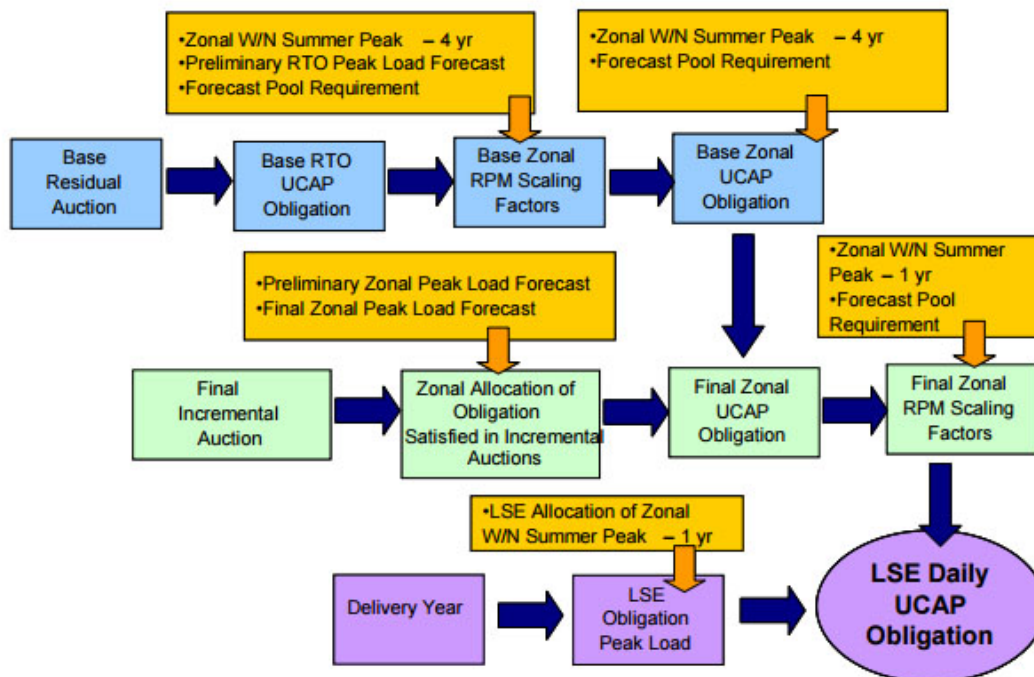 •Zonal W/N Summer Peak – 4 yr
•Preliminary RTO Peak Load Forecast
•Forecast Pool Requirement
•Zonal W/N Summer Peak – 4 yr
•Forecast Pool Requirement
Base
Residual
Auction
Base RTO
UCAP
Obligation
Base Zonal
RPM Scaling
Factors
Base Zonal
UCAP
Obligation
•Preliminary Zonal Peak Load Forecast
•Final Zonal Peak Load Forecast
•Zonal W/N Summer
Peak – 1 yr
•Forecast Pool
Requirement
Final
Incremental
Auction
Zonal Allocation of
Obligation
Satisfied in Incremental
Auctions
Final Zonal
UCAP
Obligation
Final Zonal
RPM Scaling
Factors
•LSE Allocation of Zonal
W/N Summer Peak – 1 yr
Delivery Year
LSE
Obligation
Peak Load
LSE Daily
UCAP
Obligation